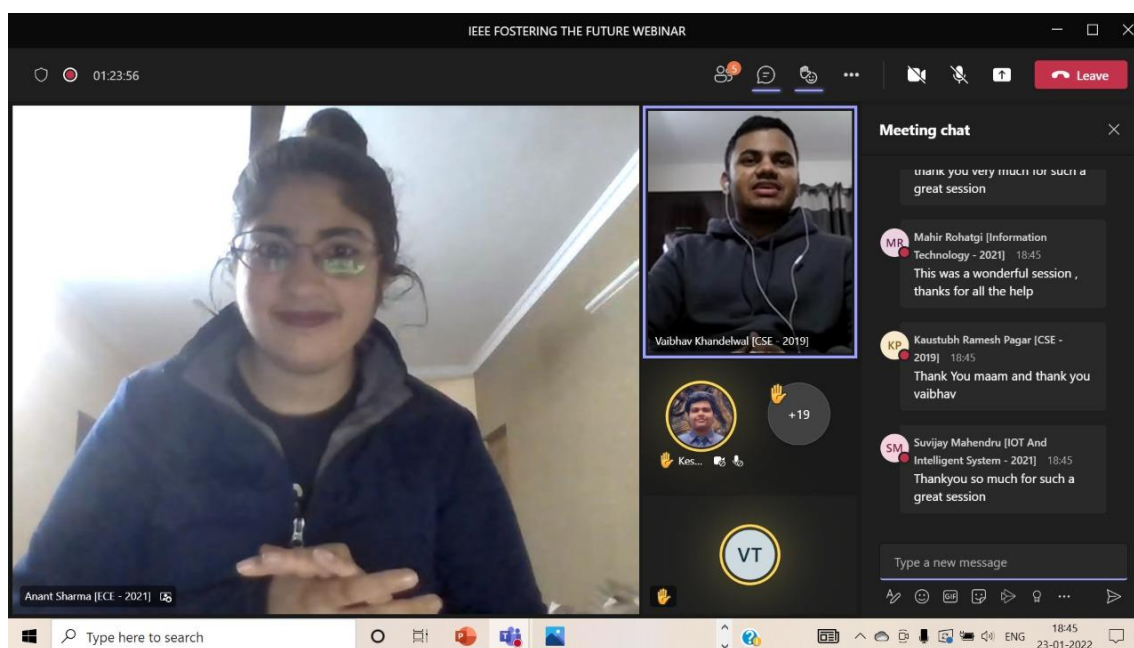 IEEE FOSTERING THE FUTURE WEBINAR
01:23:56
5
Leave
Meeting chat
thank you very much for such a
great session
MR
Mahir Rohatgi [Information
Technology - 2021] 18:45
This was a wonderful session ,
thanks for all the help
KP
Kaustubh Ramesh Pagar [CSE -
2019] 18:45
Thank You maam and thank you
vaibhav
SM
Suvijay Mahendru [IOT And
Intelligent System - 2021] 18:45
Thankyou so much for such a
great session
Type a new message
GIF
Vaibhav Khandelwal [CSE - 2019]
Kes...
+19
VT
Anant Sharma [ECE - 2021]
Type here to search
ENG
18:45
23-01-2022